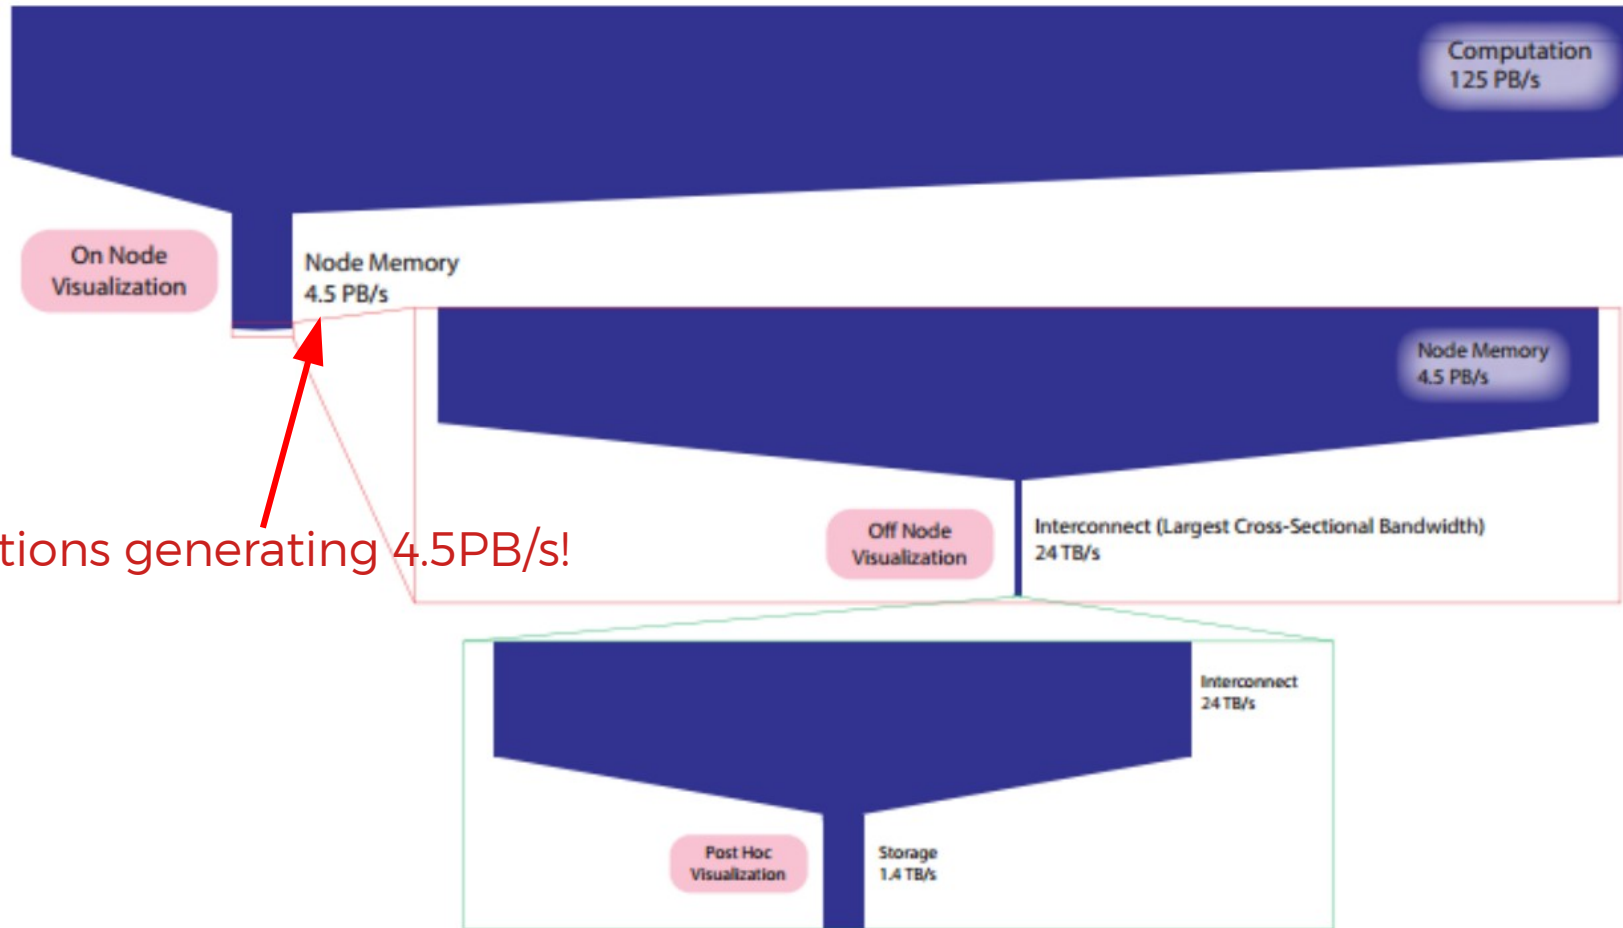 Computation
125 PB/s
On Node
Visualization
Node Memory
4.5 PB/s
Node Memory
4.5 PB/s
tions generating 4.5PB/s!
Off Node
Visualization
Interconnect (Largest Cross-Sectional Bandwidth)
24 TB/s
Interconnect
24 TB/s
Post Hoc
Visualization
Storage
1.4 TB/s